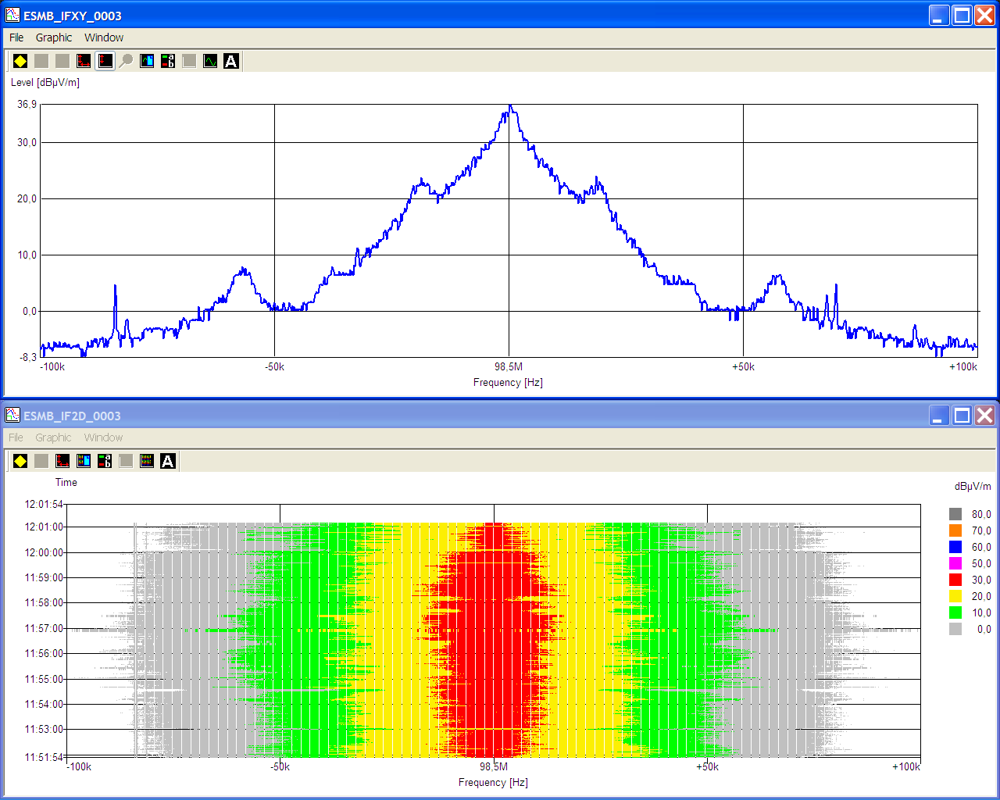 ESMB_IFXY_0003
File Graphic Window
a
b
A
Level [dBµV/m]
36,9
30,0
20,0
10,0
0,0
-8,3
-100k -50k 98,5M +50k +100k
Frequency [Hz]
ESMB_IF2D_0003
File Graphic Window
a
b
A
Time
dBµV/m
12:01:54
80,0
12:01:00
70,0
60,0
12:00:00
50,0
11:59:00
30,0
20,0
11:58:00
10,0
11:57:00
0,0
11:56:00
11:55:00
11:54:00
11:53:00
11:51:54
-100k -50k 98,5M +50k +100k
Frequency [Hz]